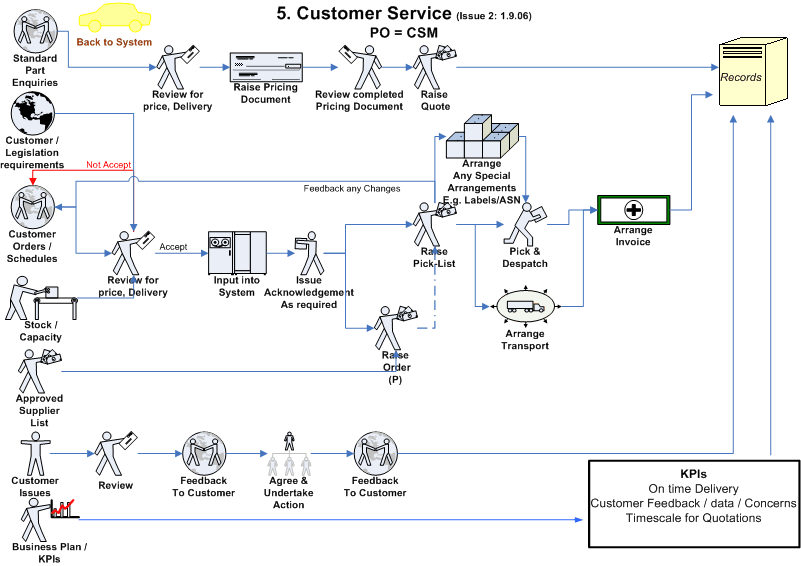 5. Customer Service (Issue 2: 1.9.06)
PO = CSM
Back to System
Standard
Part
Enquiries
Review for
price, Delivery
Raise Pricing
Document
Review completed
Pricing Document
Raise
Quote
Records
Customer /
Legislation
requirements
Not Accept
Feedback any Changes
Arrange
Any Special
Arrangements
E.g. Labels/ASN
Customer
Orders /
Schedules
Review for
price, Delivery
Accept
Input into
System
Issue
Acknowledgement
As required
Raise
Pick-List
Pick &
Despatch
Arrange
Invoice
Stock /
Capacity
Arrange
Transport
Raise
Order
(P)
Approved
Supplier
List
Customer
Issues
Review
Feedback
To Customer
Agree &
Undertake
Action
Feedback
To Customer
KPIs
On time Delivery
Customer Feedback / data / Concerns
Timescale for Quotations
Business Plan /
KPIs